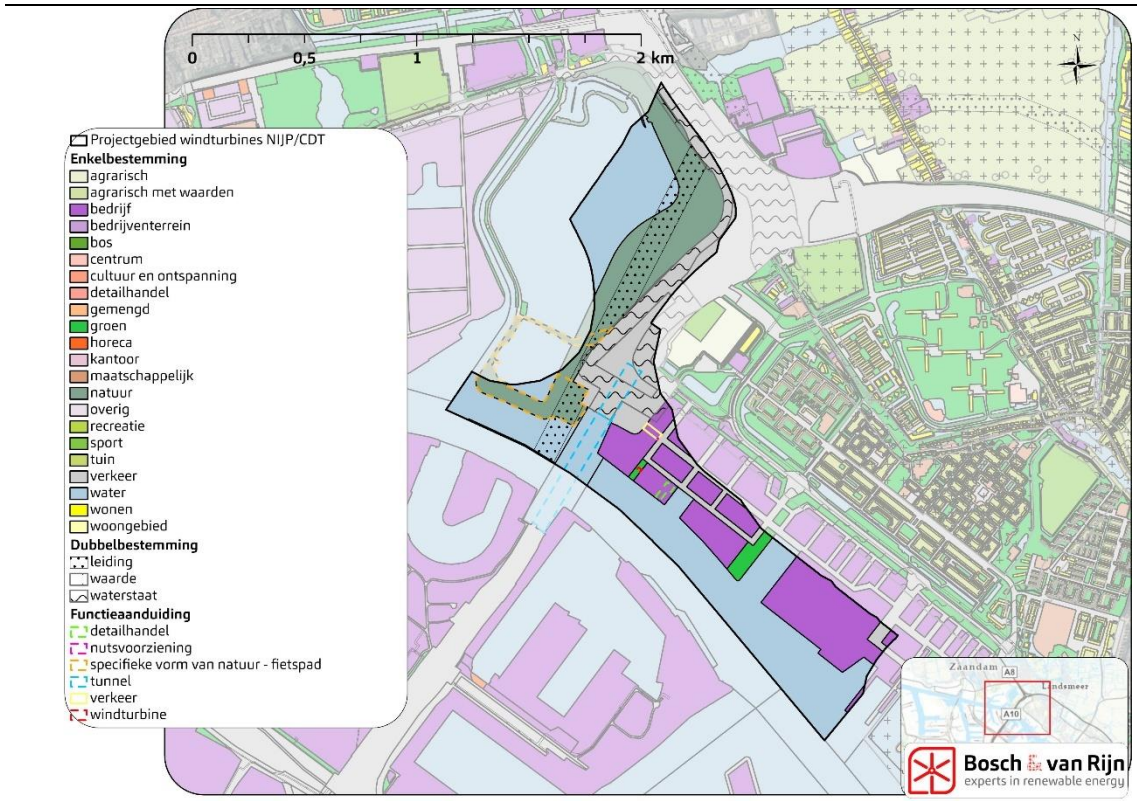 0 0,5 1 2 km
N
Projectgebied windturbines NIJP/CDT
Enkelbestemming
agrarisch
agrarisch met waarden
bedrijf
bedrijventerrein
bos
centrum
cultuur en ontspanning
detailhandel
gemengd
groen
horeca
kantoor
maatschappelijk
natuur
overig
recreatie
sport
tuin
verkeer
water
wonen
woongebied
Dubbelbestemming
leiding
waarde
waterstaat
Functieaanduiding
detailhandel
nutsvoorziening
specifieke vorm van natuur - fietspad
tunnel
verkeer
windturbine
Zaandam
A8
Landsmeer
A10
Bosch & van Rijn
experts in renewable energy